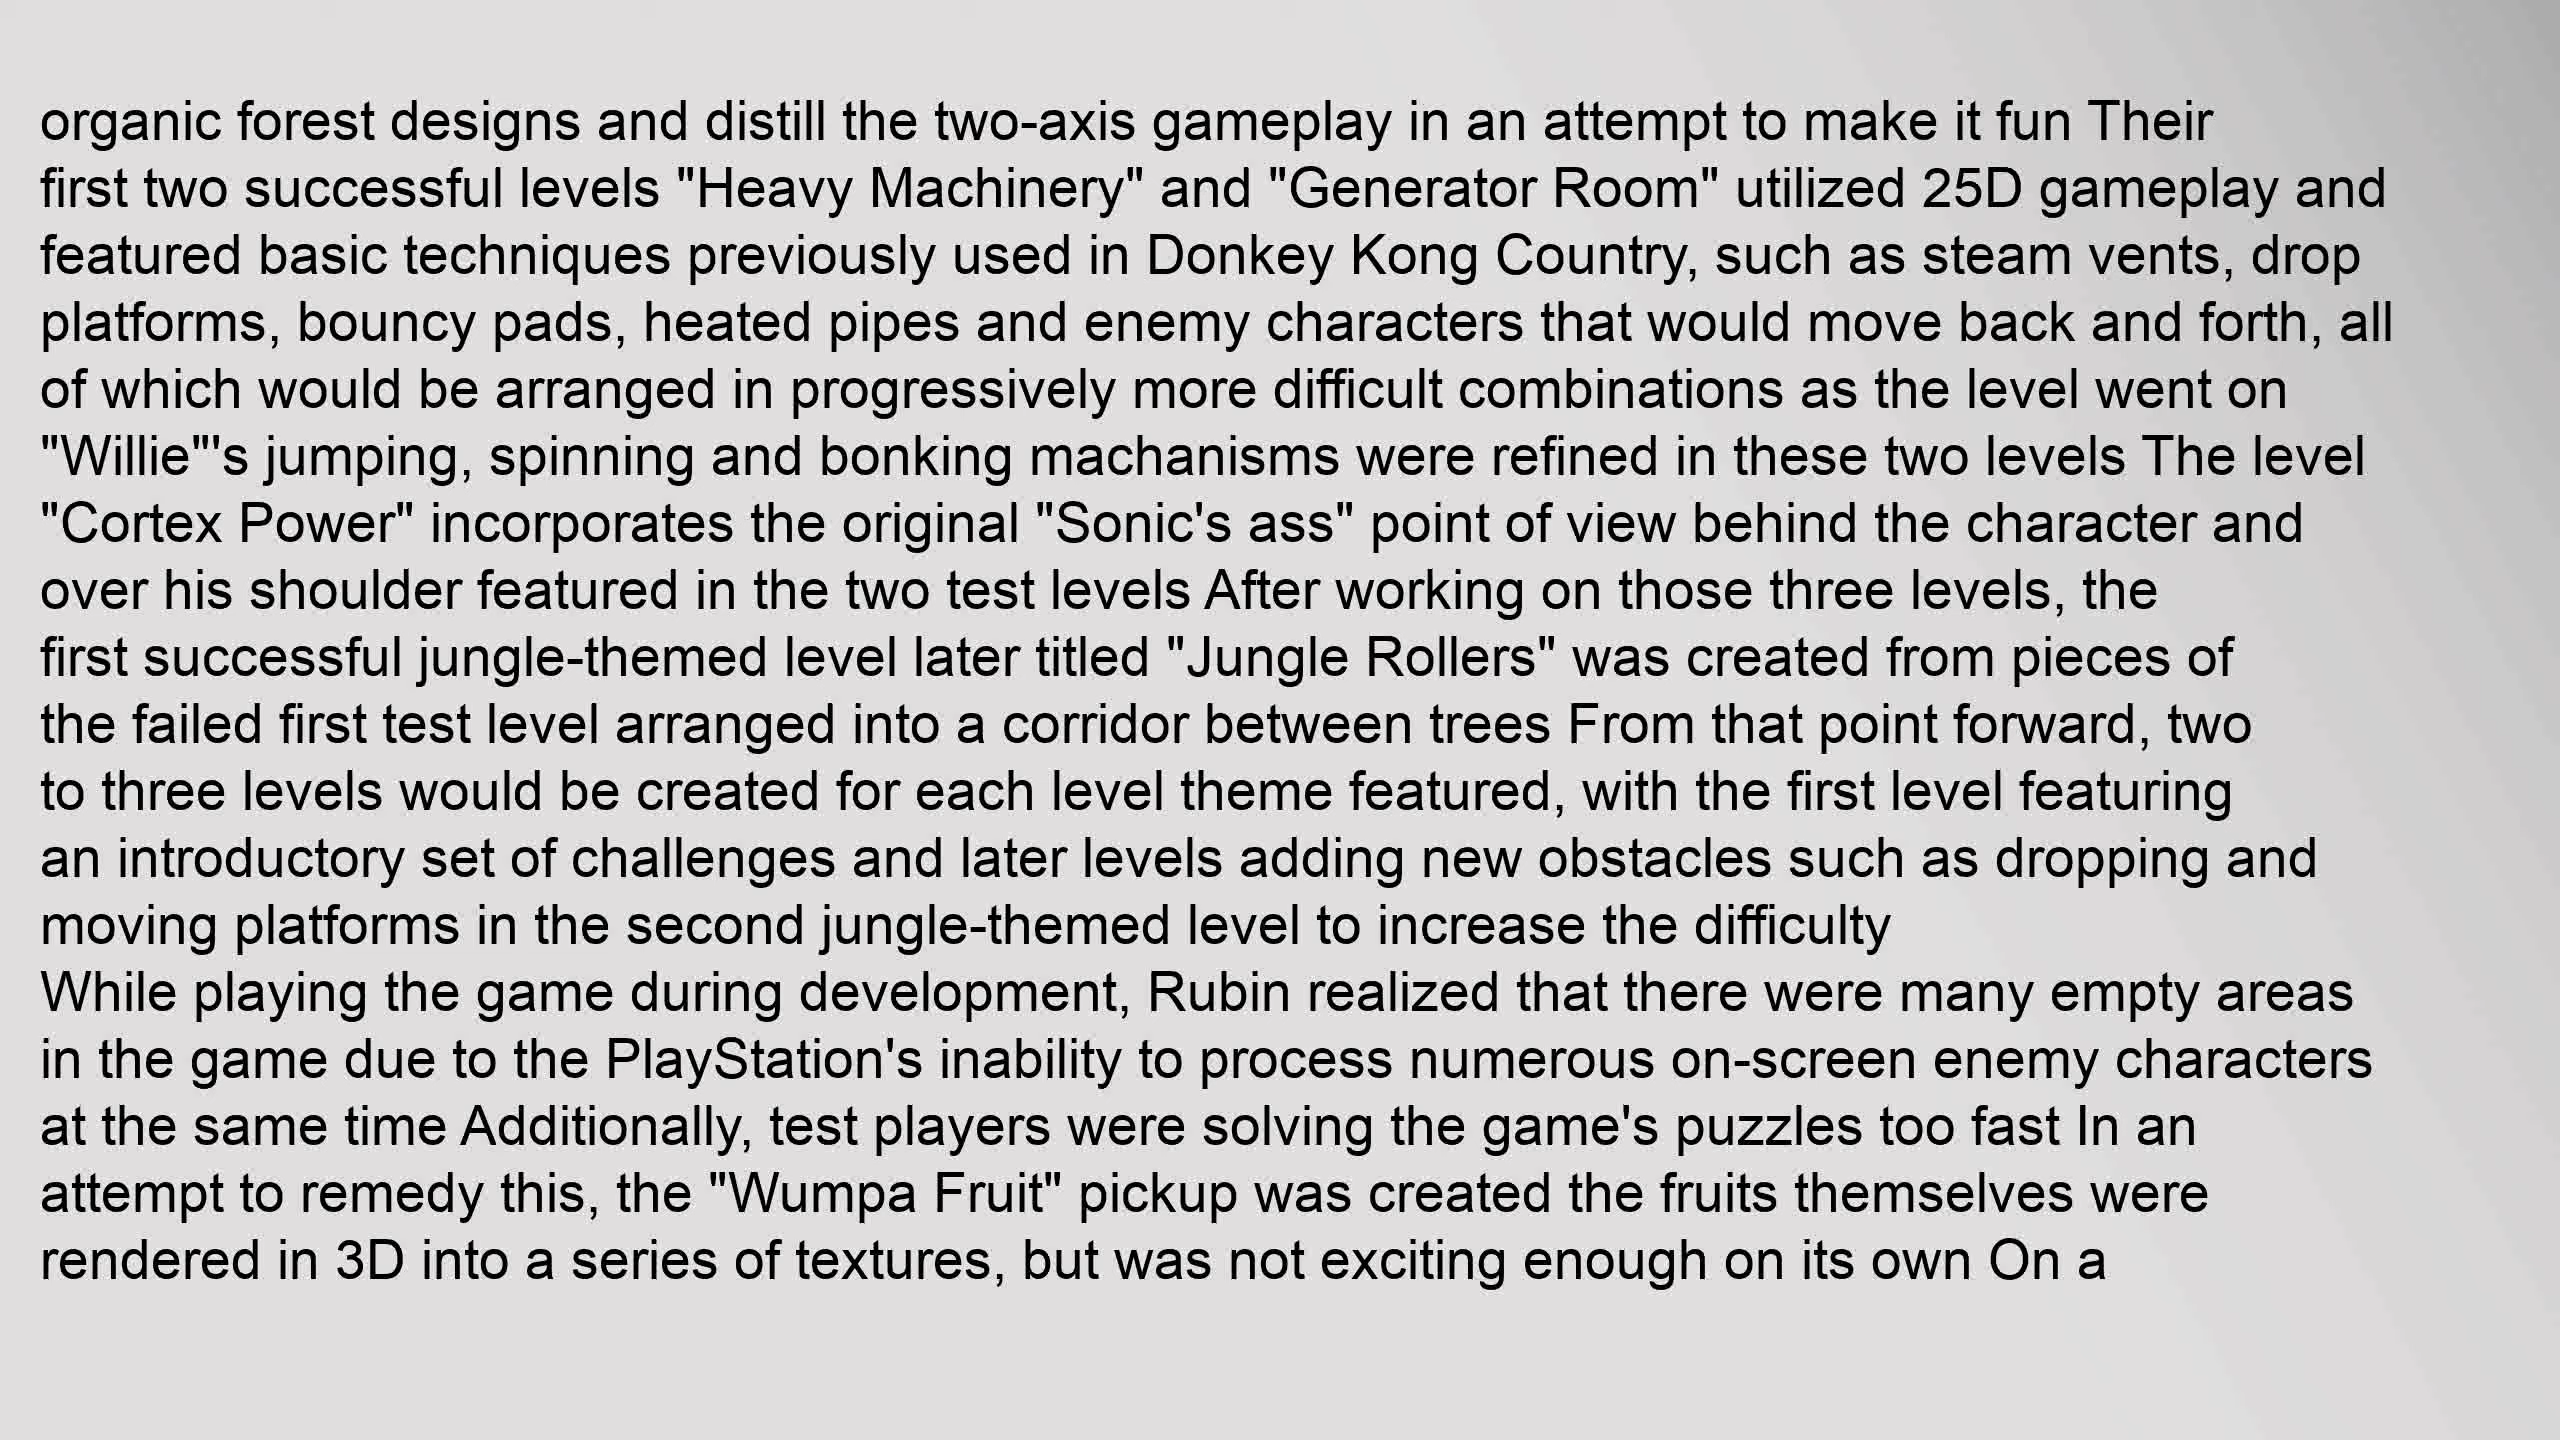 organic forest designs and distill the two-axis gameplay in an attempt to make it fun Their
first two successful levels "Heavy Machinery" and "Generator Room" utilized 25D gameplay and
featured basic techniques previously used in Donkey Kong Country, such as steam vents, drop
platforms, bouncy pads, heated pipes and enemy characters that would move back and forth, all
of which would be arranged in progressively more difficult combinations as the level went on
"Willie"'s jumping, spinning and bonking machanisms were refined in these two levels The level
"Cortex Power" incorporates the original "Sonic's ass" point of view behind the character and
over his shoulder featured in the two test levels After working on those three levels, the
first successful jungle-themed level later titled "Jungle Rollers" was created from pieces of
the failed first test level arranged into a corridor between trees From that point forward, two
to three levels would be created for each level theme featured, with the first level featuring
an introductory set of challenges and later levels adding new obstacles such as dropping and
moving platforms in the second jungle-themed level to increase the difficulty
While playing the game during development, Rubin realized that there were many empty areas
in the game due to the PlayStation's inability to process numerous on-screen enemy characters
at the same time Additionally, test players were solving the game's puzzles too fast In an
attempt to remedy this, the "Wumpa Fruit" pickup was created the fruits themselves were
rendered in 3D into a series of textures, but was not exciting enough on its own On a